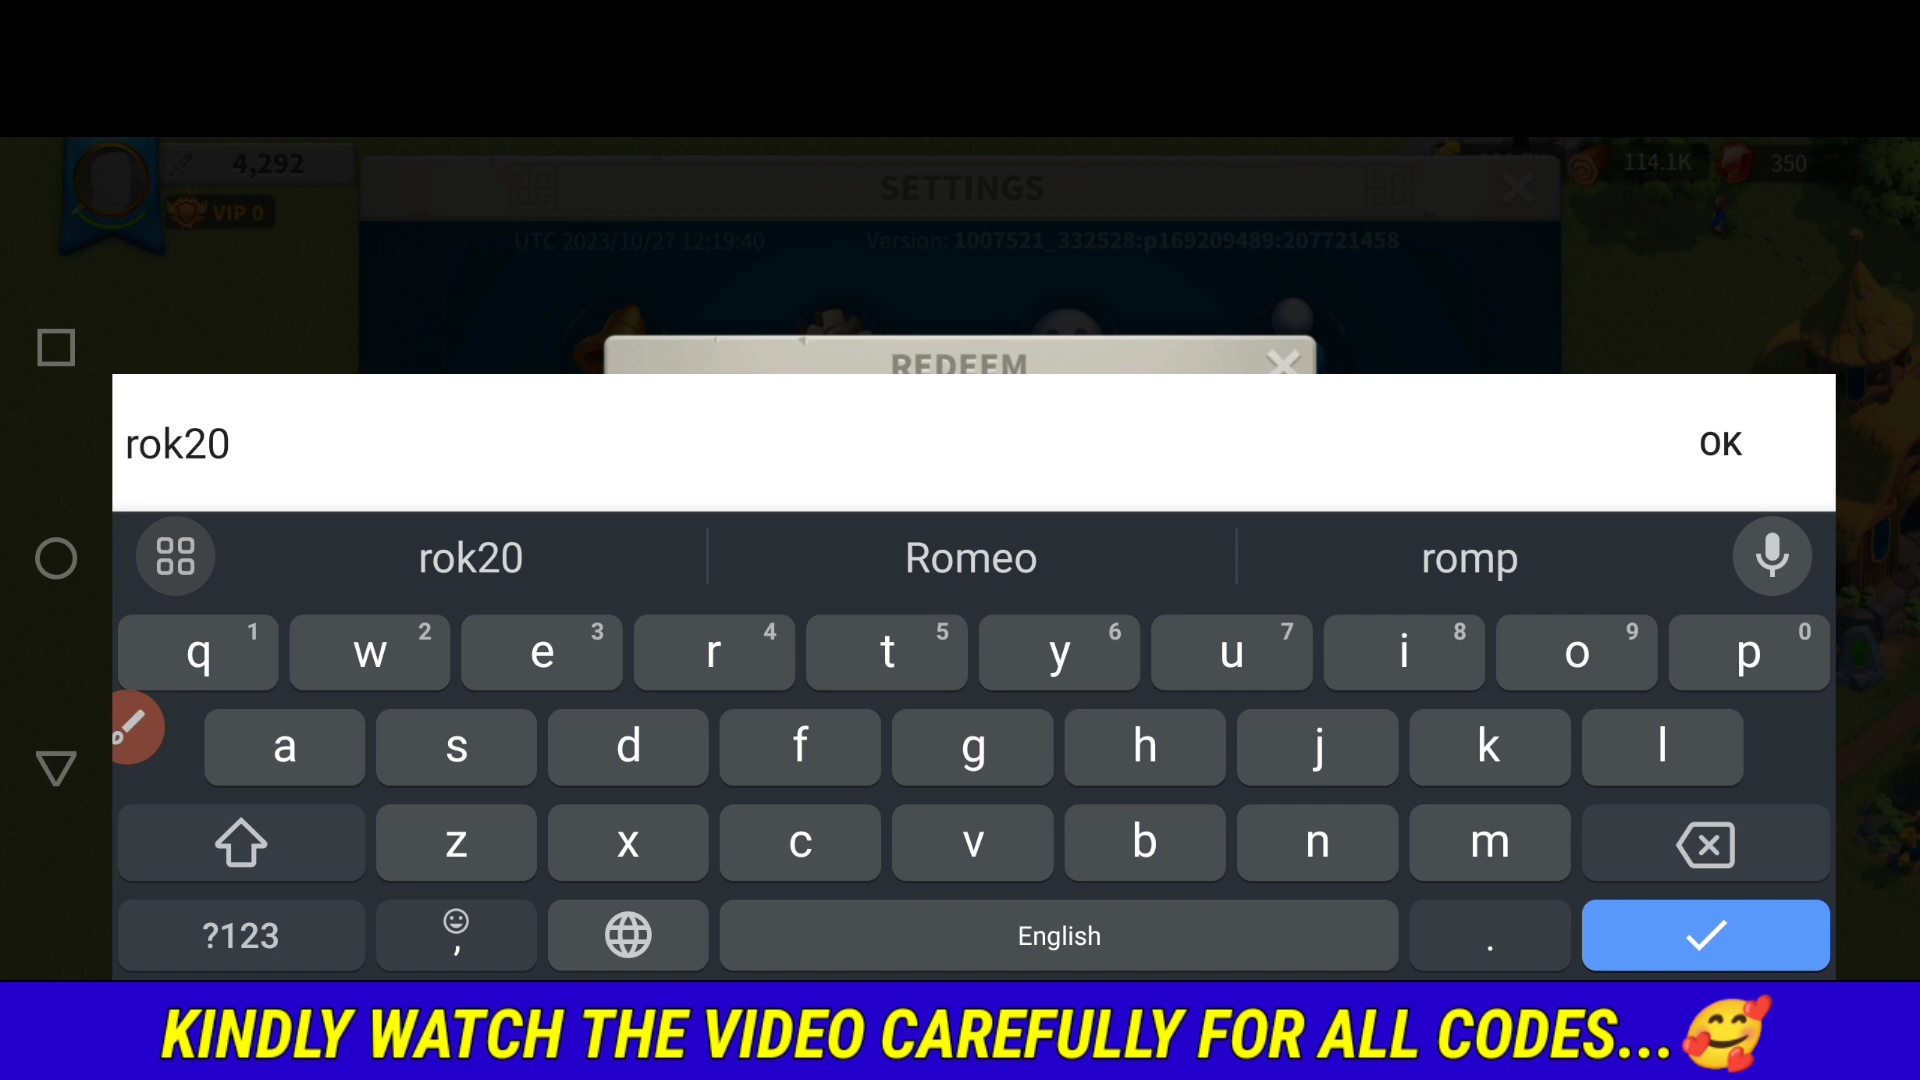 4,292
VIP 0
SETTINGS
114.1K
350
UTC 2023/10/27 12:19:40
Version: 1007521_332528:p169209489:207721458
REDEEM
rok20
OK
rok20
Romeo
romp
q 1 w 2 e 3 r 4 t 5 y 6 u 7 i 8 o 9 p 0
a s d f g h j k l
z x c v b n m
?123 , English .
KINDLY WATCH THE VIDEO CAREFULLY FOR ALL CODES...